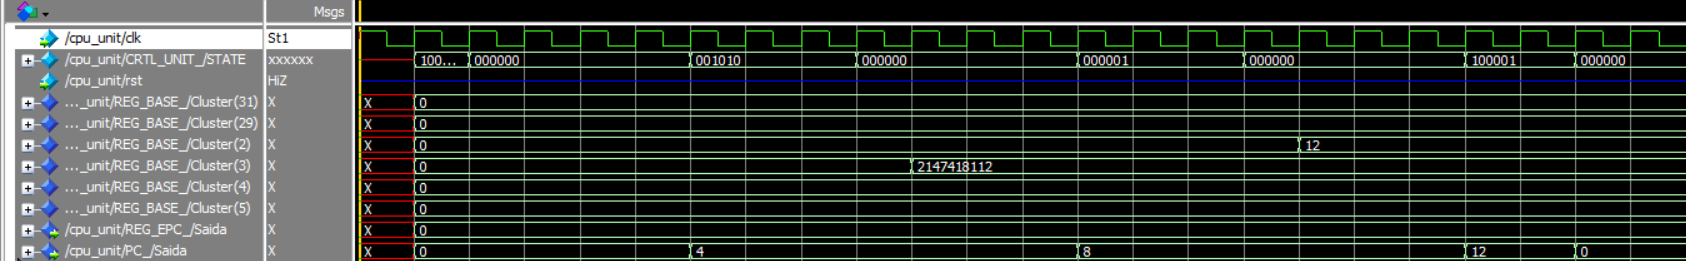 Msgs
/cpu_unit/clk St1
/cpu_unit/CRTL_UNIT_/STATE xxxxxx 100... 000000 001010 000000 000001 000000 100001 000000
/cpu_unit/rst HiZ
..._unit/REG_BASE_/Cluster(31) X X 0
..._unit/REG_BASE_/Cluster(29) X X 0
..._unit/REG_BASE_/Cluster(2) X X 0 12
..._unit/REG_BASE_/Cluster(3) X X 0 2147418112
..._unit/REG_BASE_/Cluster(4) X X 0
..._unit/REG_BASE_/Cluster(5) X X 0
/cpu_unit/REG_EPC_/Saida X X 0
/cpu_unit/PC_/Saida X X 0 4 8 12 0